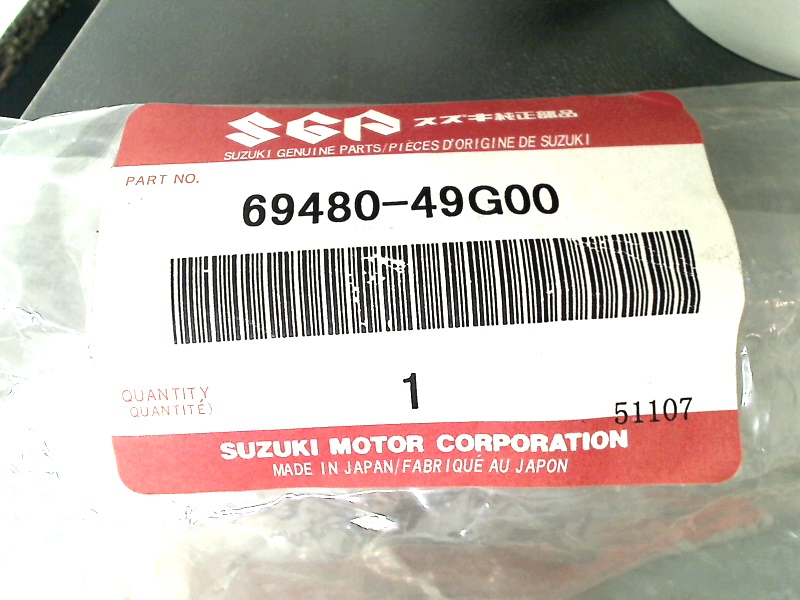 SGP スズキ純正部品
SUZUKI GENUINE PARTS/PIÈCES D'ORIGINE DE SUZUKI
PART NO.
69480-49G00
QUANTITY
QUANTITÉ)
1
51107
SUZUKI MOTOR CORPORATION
MADE IN JAPAN/FABRIQUÉ AU JAPON